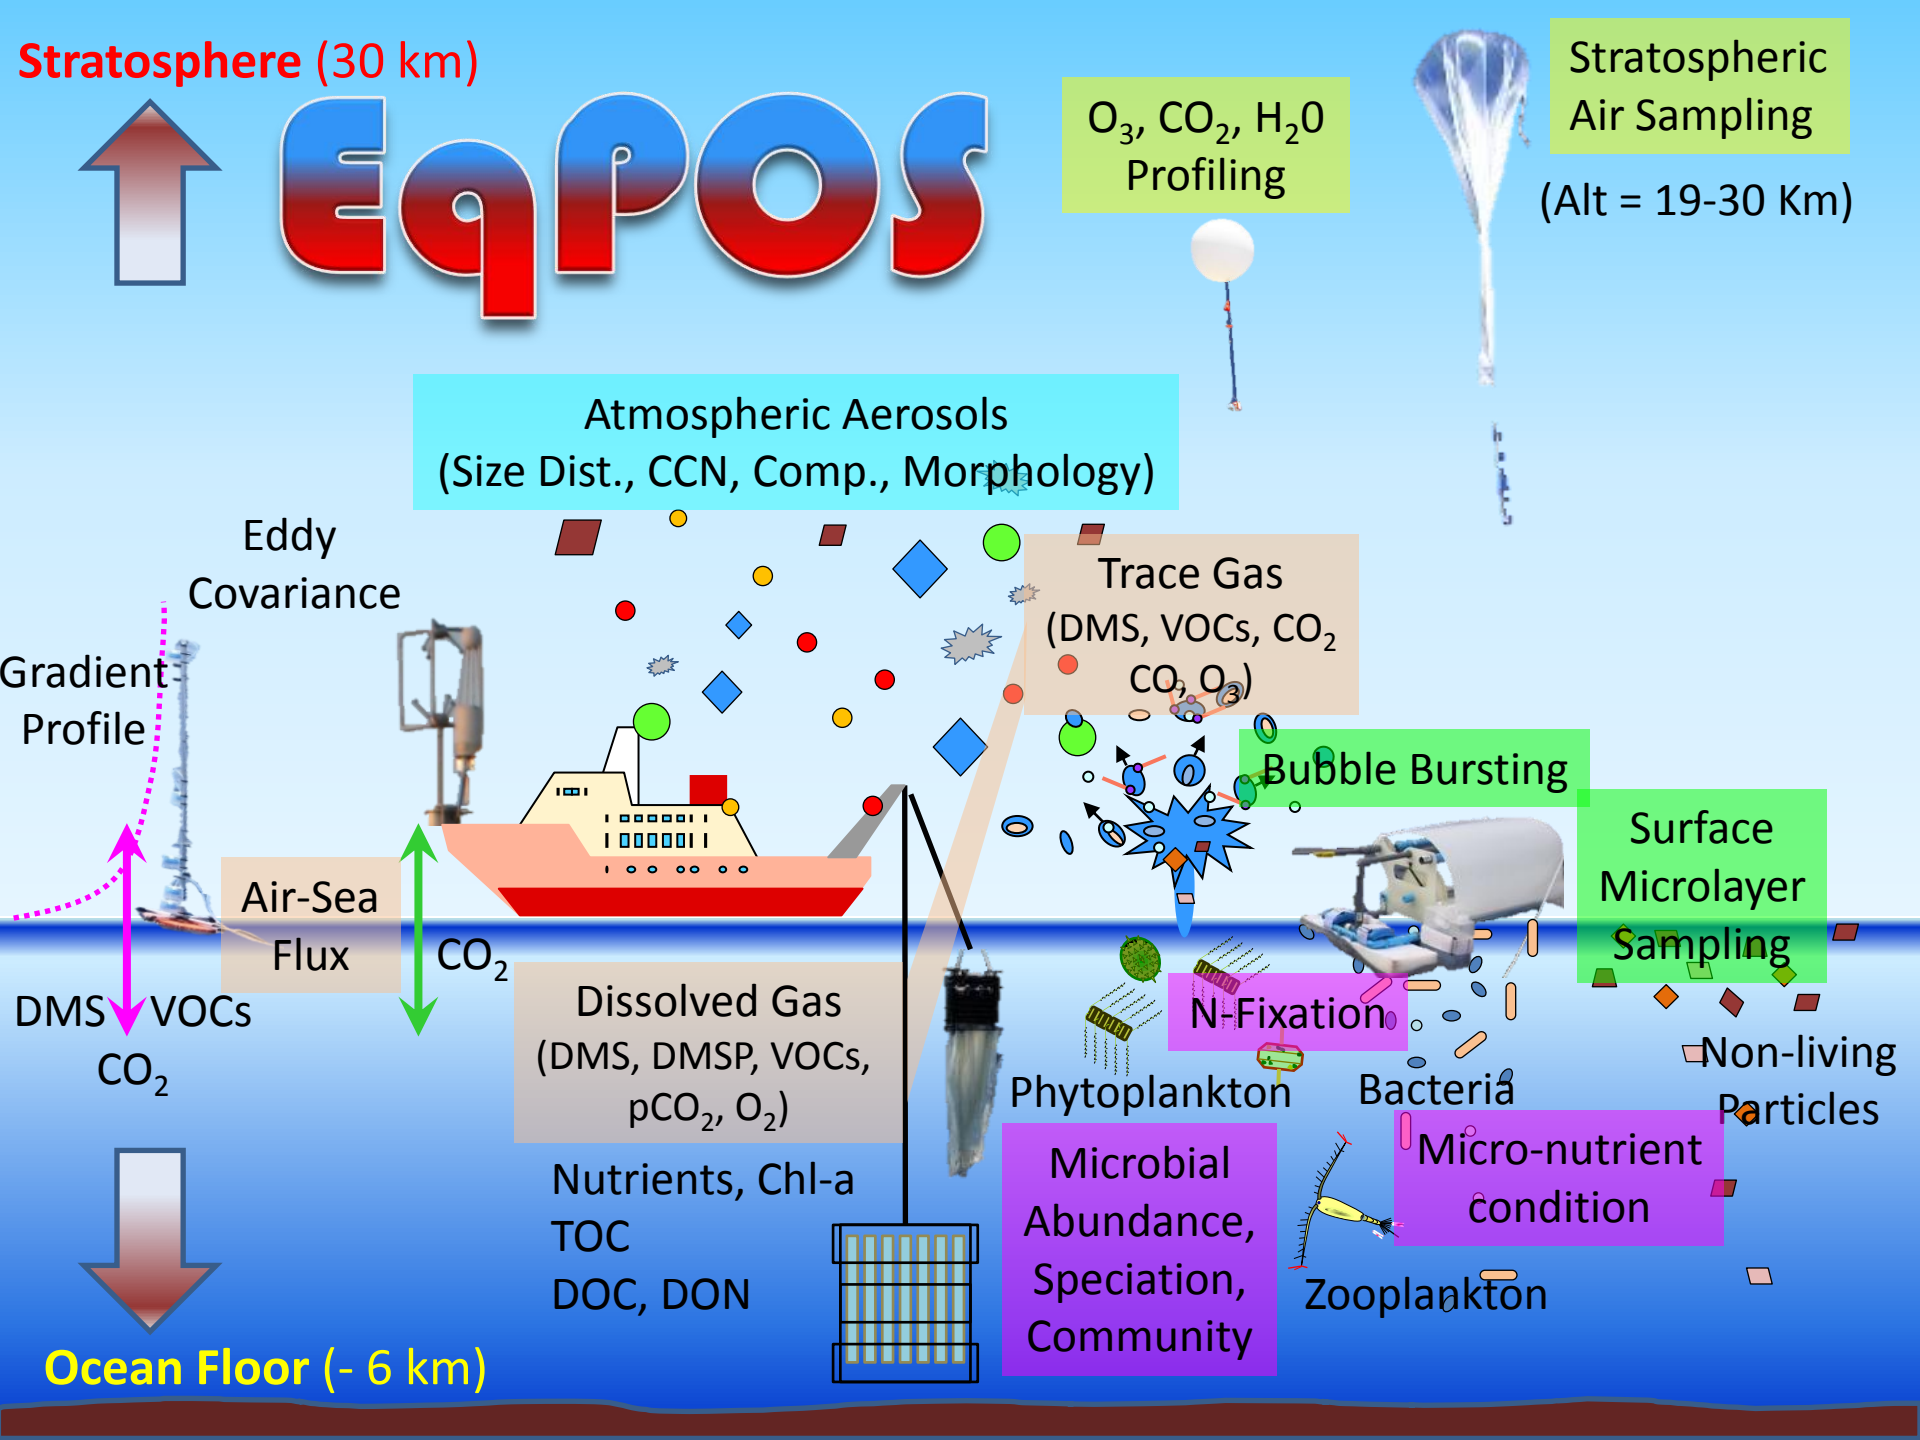 Stratosphere (30 km)
EqPOS
O3, CO2, H20
Profiling
Stratospheric
Air Sampling
(Alt = 19-30 Km)
Atmospheric Aerosols
(Size Dist., CCN, Comp., Morphology)
Eddy
Covariance
Gradient
Profile
Trace Gas
(DMS, VOCs, CO2
CO, O3)
Bubble Bursting
Surface
Microlayer
Sampling
Air-Sea
Flux
CO2
DMS VOCs
CO2
Dissolved Gas
(DMS, DMSP, VOCs,
pCO2, O2)
Nutrients, Chl-a
TOC
DOC, DON
N-Fixation
Phytoplankton
Bacteria
Non-living
Particles
Microbial
Abundance,
Speciation,
Community
Micro-nutrient
condition
Zooplankton
Ocean Floor (- 6 km)